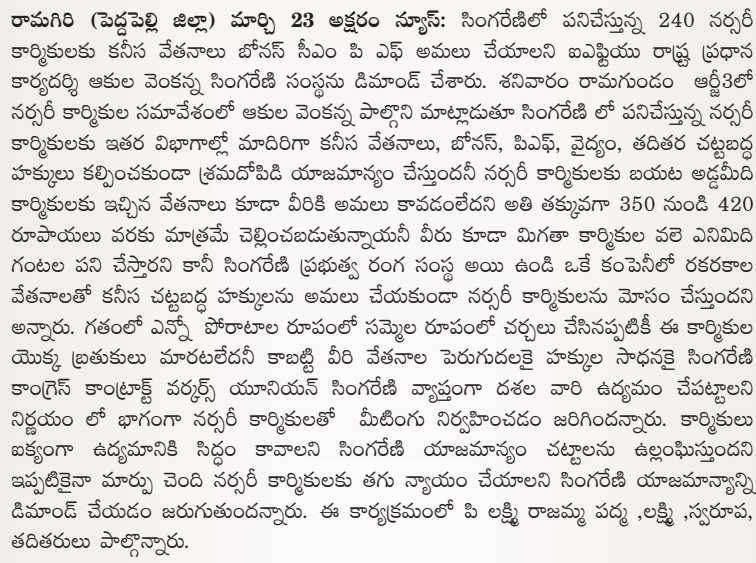 రామగిరి (పెద్దపెల్లి జిల్లా) మార్చి 23 అక్షరం న్యూస్: సింగరేణిలో పనిచేస్తున్న 240 నర్సరీ
కార్మికులకు కనీస వేతనాలు బోనస్ సీఎం పి ఎఫ్ అమలు చేయాలని ఐఎఫ్టియు రాష్ట్ర ప్రధాన
కార్యదర్శి ఆకుల వెంకన్న సింగరేణి సంస్థను డిమాండ్ చేశారు. శనివారం రామగుండం ఆర్జీ3లో
నర్సరీ కార్మికుల సమావేశంలో ఆకుల వెంకన్న పాల్గొని మాట్లాడుతూ సింగరేణి లో పనిచేస్తున్న నర్సరీ
కార్మికులకు ఇతర విభాగాల్లో మాదిరిగా కనీస వేతనాలు, బోనస్, పిఎఫ్, వైద్యం, తదితర చట్టబద్ధ
హక్కులు కల్పించకుండా శ్రమదోపిడి యాజమాన్యం చేస్తుందనీ నర్సరీ కార్మికులకు బయట అడ్డమీది
కార్మికులకు ఇచ్చిన వేతనాలు కూడా వీరికి అమలు కావడంలేదని అతి తక్కువగా 350 నుండి 420
రూపాయలు వరకు మాత్రమే చెల్లించబడుతున్నాయనీ వీరు కూడా మిగతా కార్మికుల వలె ఎనిమిది
గంటల పని చేస్తారని కానీ సింగరేణి ప్రభుత్వ రంగ సంస్థ అయి ఉండి ఒకే కంపెనీలో రకరకాల
వేతనాలతో కనీస చట్టబద్ధ హక్కులను అమలు చేయకుండా నర్సరీ కార్మికులను మోసం చేస్తుందని
అన్నారు. గతంలో ఎన్నో పోరాటాల రూపంలో సమ్మెల రూపంలో చర్చలు చేసినప్పటికీ ఈ కార్మికుల
యొక్క బ్రతుకులు మారటలేదనీ కాబట్టి వీరి వేతనాల పెరుగుదలకై హక్కుల సాధనకై సింగరేణి
కాంగ్రెస్ కాంట్రాక్ట్ వర్కర్స్ యూనియన్ సింగరేణి వ్యాప్తంగా దశల వారి ఉద్యమం చేపట్టాలని
నిర్ణయం లో భాగంగా నర్సరీ కార్మికులతో మీటింగు నిర్వహించడం జరిగిందన్నారు. కార్మికులు
ఐక్యంగా ఉద్యమానికి సిద్ధం కావాలని సింగరేణి యాజమాన్యం చట్టాలను ఉల్లంఘిస్తుందని
ఇప్పటికైనా మార్పు చెంది నర్సరీ కార్మికులకు తగు న్యాయం చేయాలని సింగరేణి యాజమాన్యాన్ని
డిమాండ్ చేయడం జరుగుతుందన్నారు. ఈ కార్యక్రమంలో పి లక్ష్మి రాజమ్మ పద్మ ,లక్ష్మి ,స్వరూప,
తదితరులు పాల్గొన్నారు.